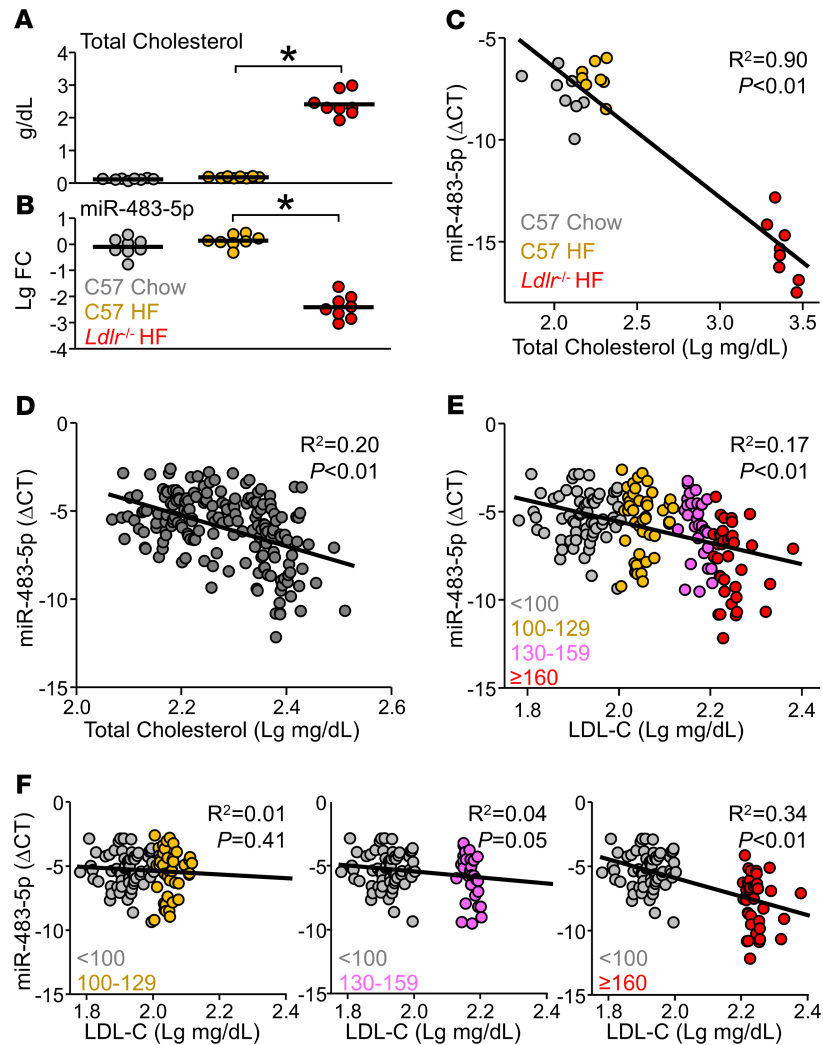 A
Total Cholesterol
4
3
2
1
0
g/dL
*
B
miR-483-5p
1
0
-1
-2
-3
-4
Lg FC
*
C57 Chow
C57 HF
Ldlr-/- HF
C
-5
-10
-15
miR-483-5p (ΔCT)
R2=0.90
P<0.01
C57 Chow
C57 HF
Ldlr-/- HF
2.0 2.5 3.0 3.5
Total Cholesterol (Lg mg/dL)
D
0
-5
-10
-15
miR-483-5p (ΔCT)
R2=0.20
P<0.01
2.0 2.2 2.4 2.6
Total Cholesterol (Lg mg/dL)
E
0
-5
-10
-15
miR-483-5p (ΔCT)
R2=0.17
P<0.01
<100
100-129
130-159
≥160
1.8 2.0 2.2 2.4
LDL-C (Lg mg/dL)
F
0
-5
-10
-15
miR-483-5p (ΔCT)
R2=0.01
P=0.41
<100
100-129
1.8 2.0 2.2 2.4
LDL-C (Lg mg/dL)
0
-5
-10
-15
R2=0.04
P=0.05
<100
130-159
1.8 2.0 2.2 2.4
LDL-C (Lg mg/dL)
0
-5
-10
-15
R2=0.34
P<0.01
<100
≥160
1.8 2.0 2.2 2.4
LDL-C (Lg mg/dL)